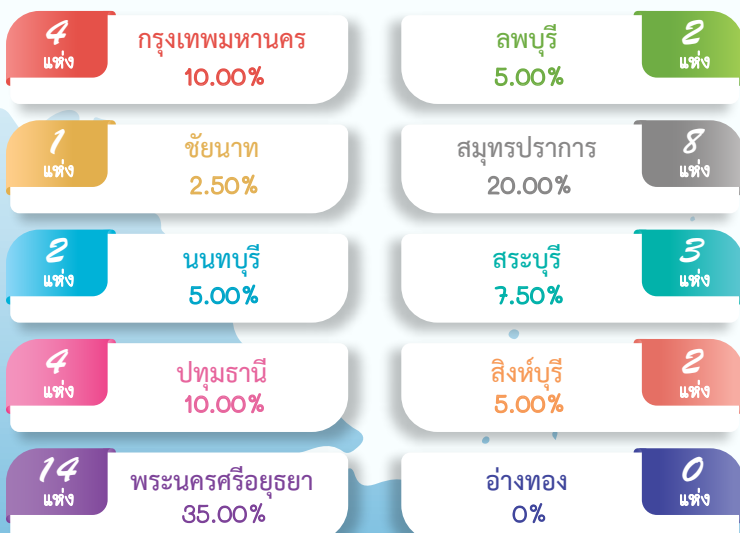 4
แห่ง
กรุงเทพมหานคร
10.00%
ลพบุรี
5.00%
2
แห่ง
1
แห่ง
ชัยนาท
2.50%
สมุทรปราการ
20.00%
8
แห่ง
2
แห่ง
นนทบุรี
5.00%
สระบุรี
7.50%
3
แห่ง
4
แห่ง
ปทุมธานี
10.00%
สิงห์บุรี
5.00%
2
แห่ง
14
แห่ง
พระนครศรีอยุธยา
35.00%
อ่างทอง
0%
0
แห่ง